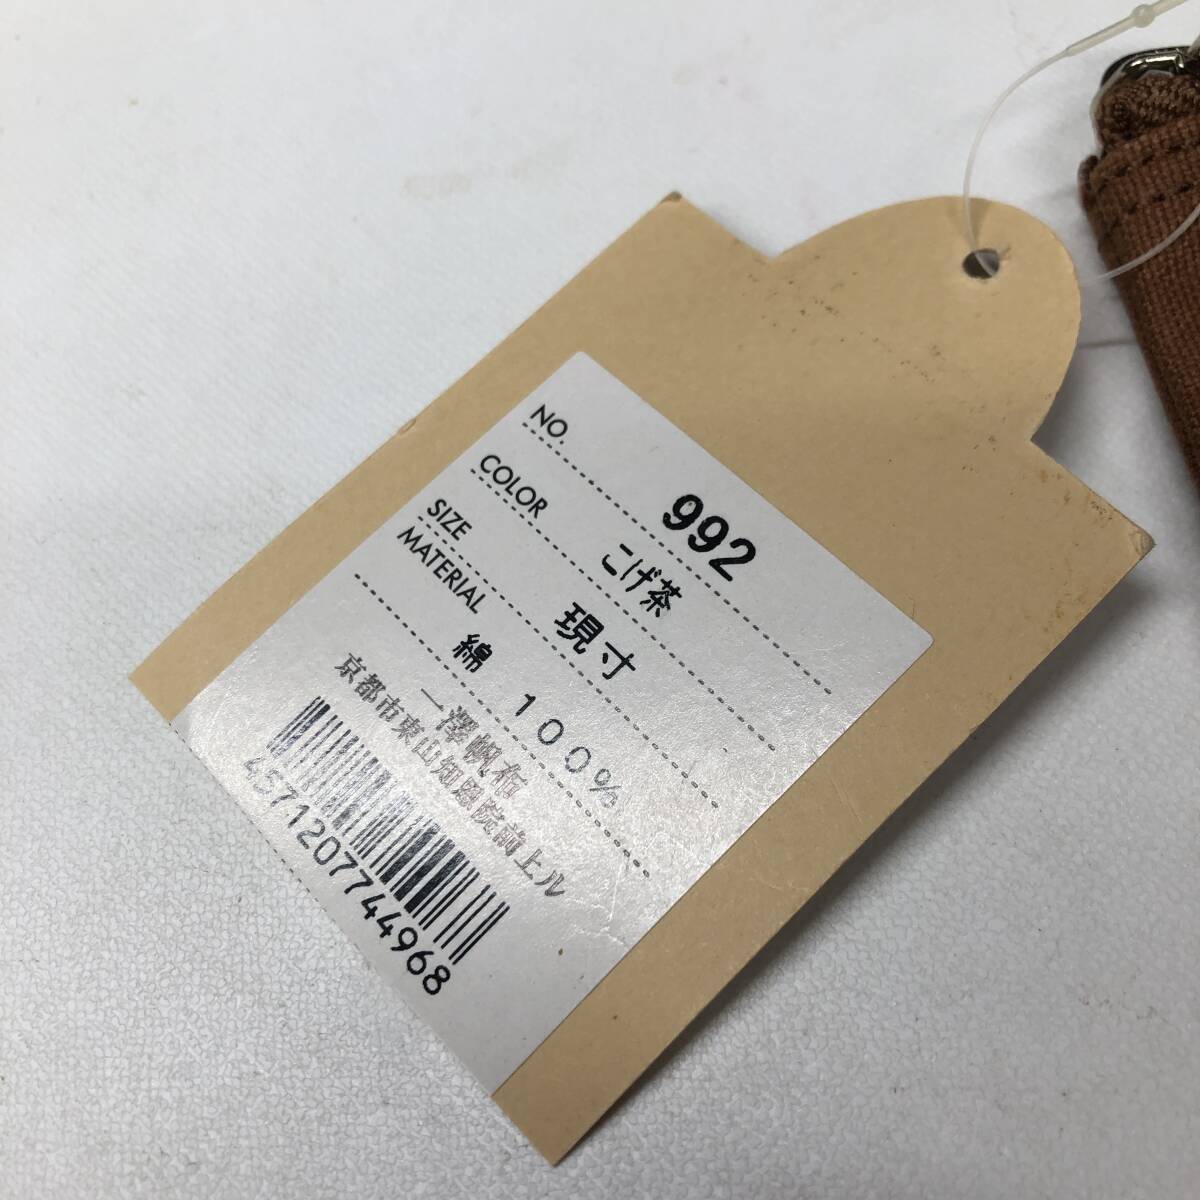 NO. 992
COLOR こげ茶
SIZE 現寸
MATERIAL
綿 100%
一澤帆布
京都市東山知恩院前上ル
4571207744968